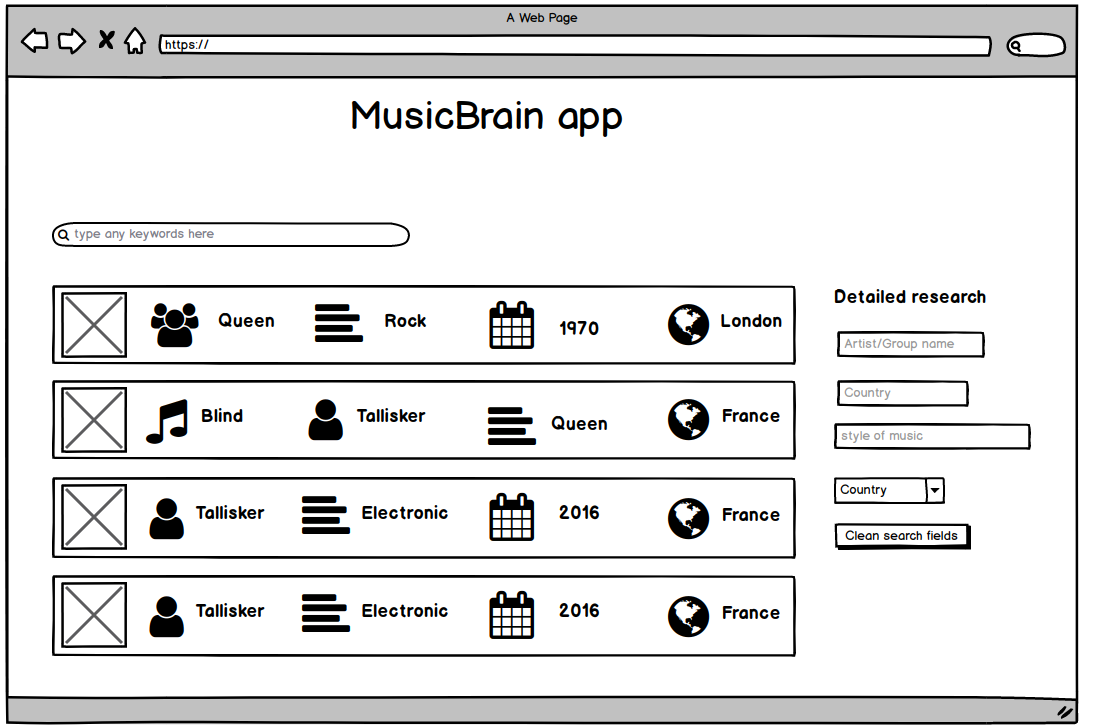 A Web Page
https://
MusicBrain app
type any keywords here
Queen Rock 1970 London
Blind Tallisker Queen France
Tallisker Electronic 2016 France
Tallisker Electronic 2016 France
Detailed research
Artist/Group name
Country
style of music
Country
Clean search fields